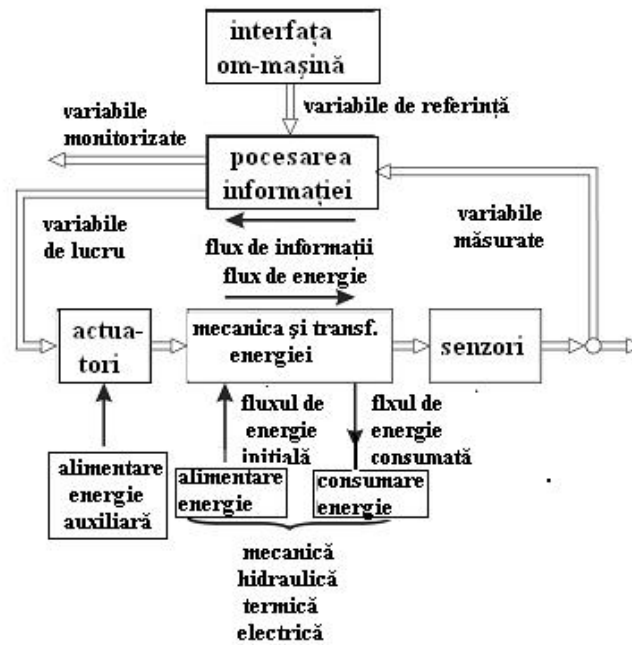 interfața
om-mașină
variabile de referință
variabile
monitorizate
pocesarea
informației
variabile
de lucru
flux de informații
flux de energie
variabile
măsurate
actua-
tori
mecanica și transf.
energiei
senzori
fluxul de
energie
inițială
flxul de
energie
consumată
alimentare
energie
auxiliară
alimentare
energie
consumare
energie
mecanică
hidraulică
termică
electrică